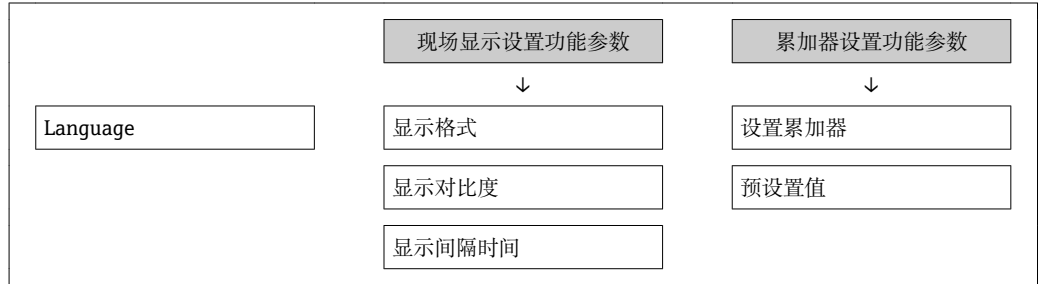 现场显示设置功能参数
累加器设置功能参数
↓
↓
Language
显示格式
设置累加器
显示对比度
预设置值
显示间隔时间